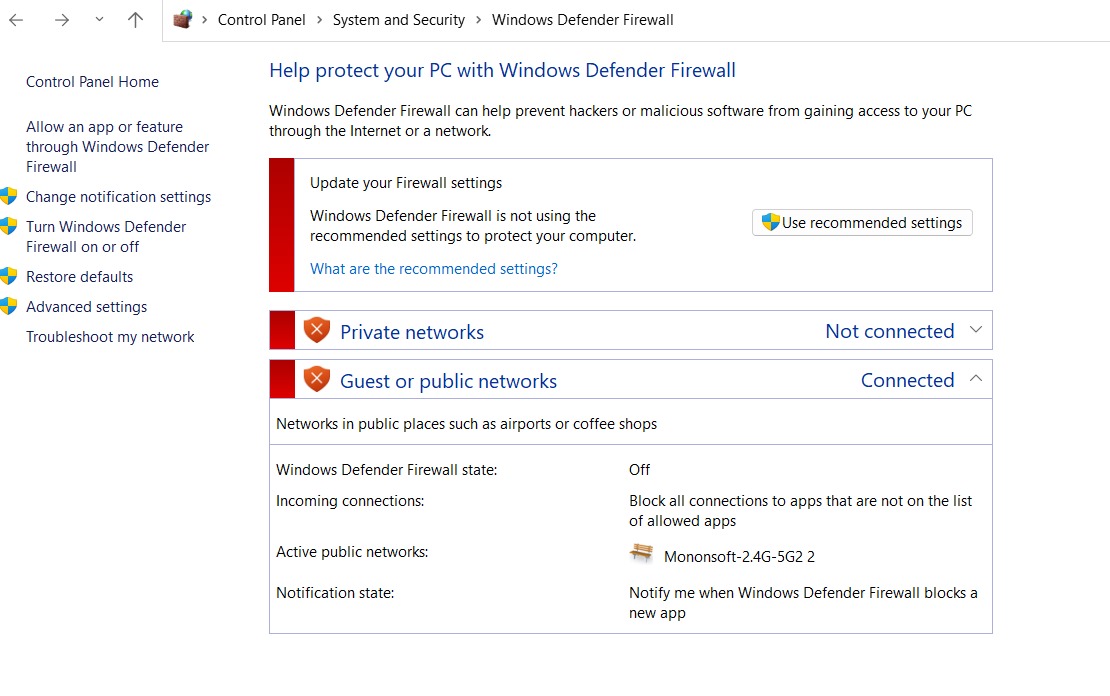 Control Panel > System and Security > Windows Defender Firewall
Control Panel Home
Allow an app or feature
through Windows Defender
Firewall
Change notification settings
Turn Windows Defender
Firewall on or off
Restore defaults
Advanced settings
Troubleshoot my network
Help protect your PC with Windows Defender Firewall
Windows Defender Firewall can help prevent hackers or malicious software from gaining access to your PC
through the Internet or a network.
Update your Firewall settings
Windows Defender Firewall is not using the
recommended settings to protect your computer.
Use recommended settings
What are the recommended settings?
Private networks Not connected
Guest or public networks Connected
Networks in public places such as airports or coffee shops
Windows Defender Firewall state: Off
Incoming connections: Block all connections to apps that are not on the list
of allowed apps
Active public networks: Mononsoft-2.4G-5G2 2
Notification state: Notify me when Windows Defender Firewall blocks a
new app